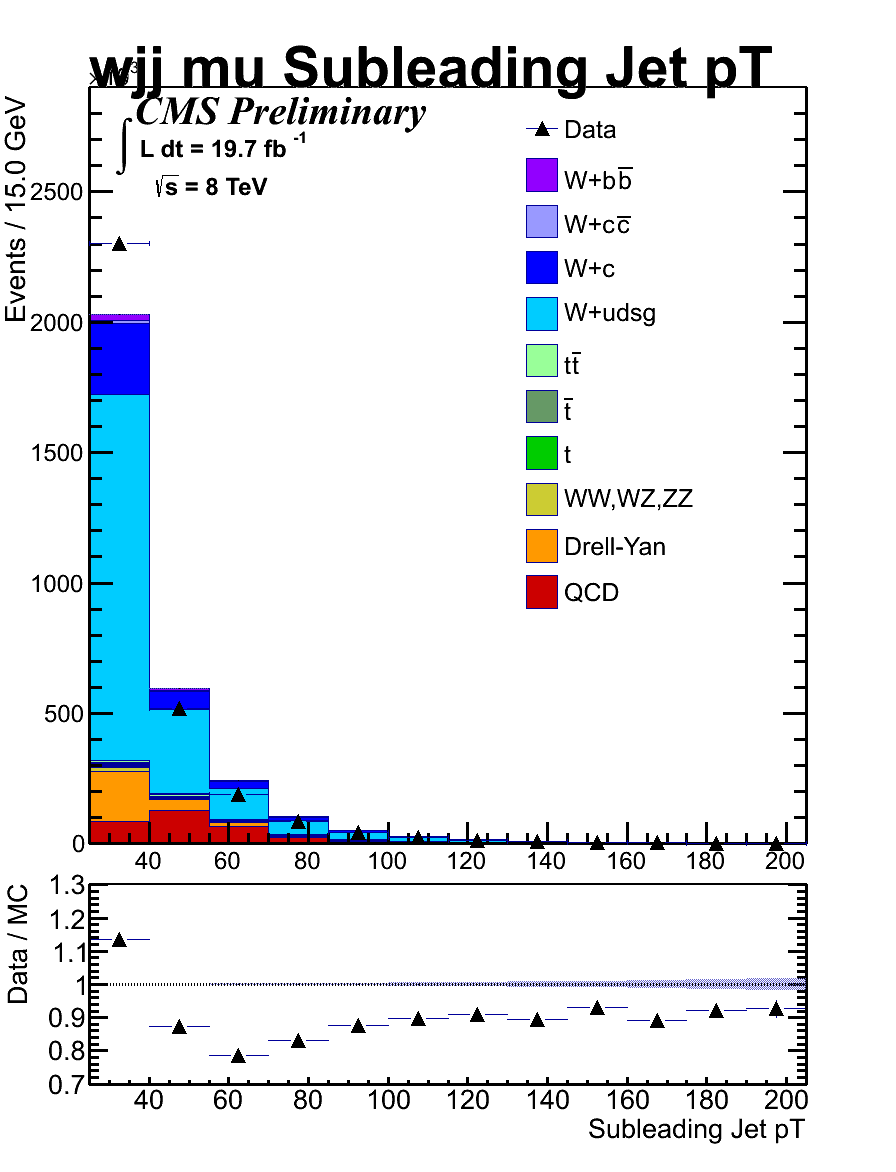 wjj mu Subleading Jet pT
×10³
CMS Preliminary
∫ L dt = 19.7 fb⁻¹
√s = 8 TeV
Events / 15.0 GeV
2500
2000
1500
1000
500
0
Data
W+bb̅
W+cc̅
W+c
W+udsg
tt̅
t̅
t
WW,WZ,ZZ
Drell-Yan
QCD
40 60 80 100 120 140 160 180 200
Data / MC
1.3
1.2
1.1
1
0.9
0.8
0.7
40 60 80 100 120 140 160 180 200
Subleading Jet pT